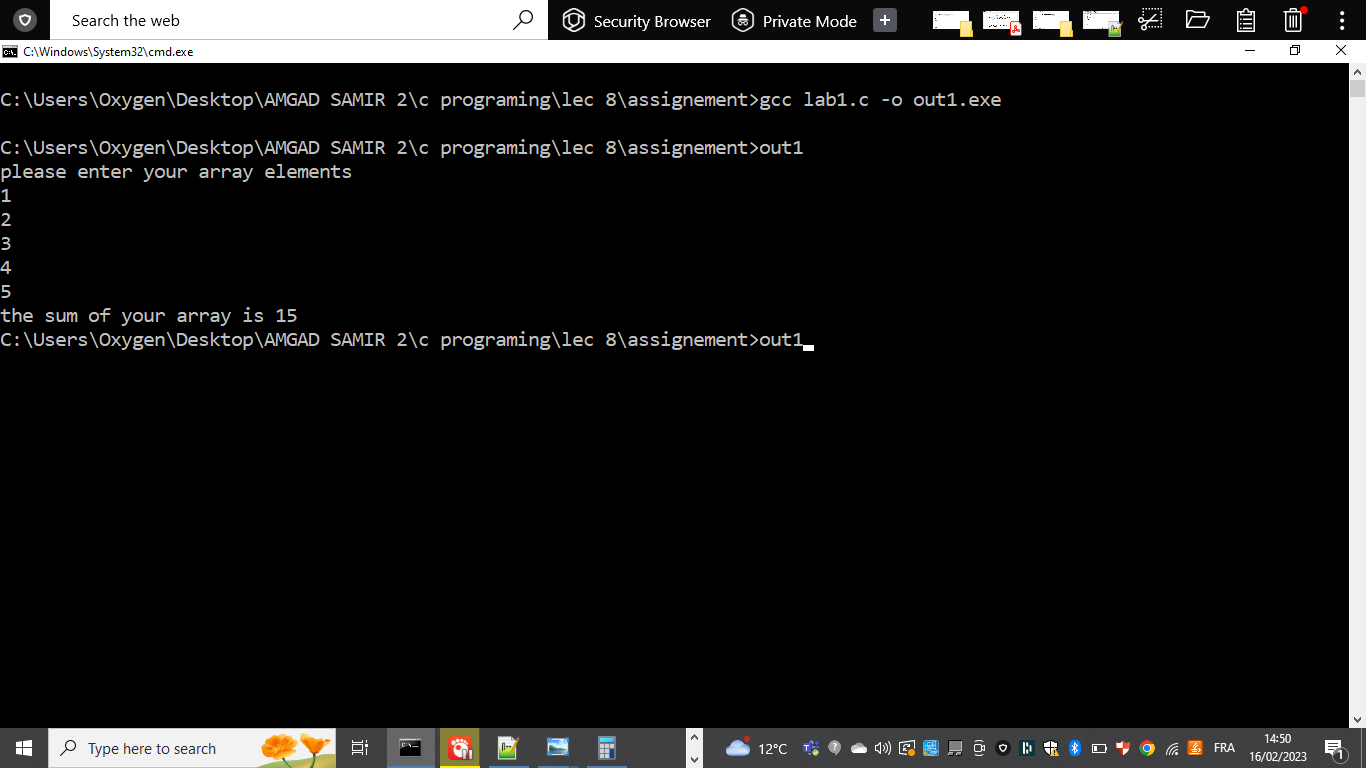 Search the web
Security Browser
Private Mode
C:\Windows\System32\cmd.exe
C:\Users\Oxygen\Desktop\AMGAD SAMIR 2\c programing\lec 8\assignement>gcc lab1.c -o out1.exe
C:\Users\Oxygen\Desktop\AMGAD SAMIR 2\c programing\lec 8\assignement>out1
please enter your array elements
1
2
3
4
5
the sum of your array is 15
C:\Users\Oxygen\Desktop\AMGAD SAMIR 2\c programing\lec 8\assignement>out1
Type here to search
12°C
FRA
14:50
16/02/2023
1